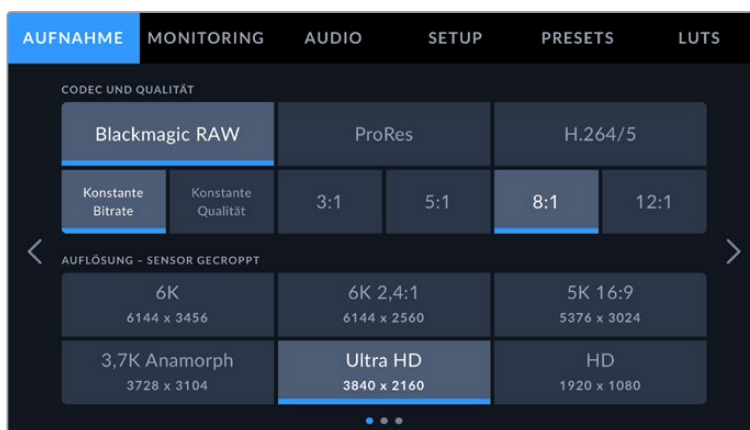 AUFNAHME MONITORING AUDIO SETUP PRESETS LUTS
CODEC UND QUALITÄT
Blackmagic RAW ProRes H.264/5
Konstante Bitrate Konstante Qualität 3:1 5:1 8:1 12:1
AUFLÖSUNG – SENSOR GECROPPT
6K 6K 2,4:1 5K 16:9
6144 x 3456 6144 x 2560 5376 x 3024
3,7K Anamorph Ultra HD HD
3728 x 3104 3840 x 2160 1920 x 1080